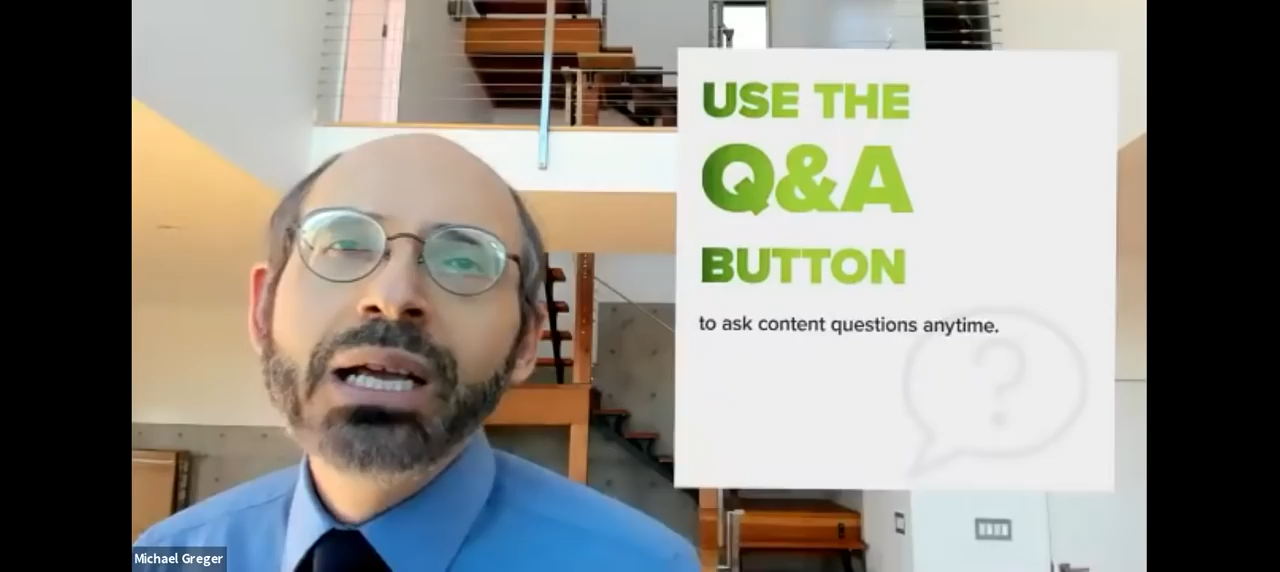 USE THE
Q&A
BUTTON
to ask content questions anytime.
?
Michael Greger